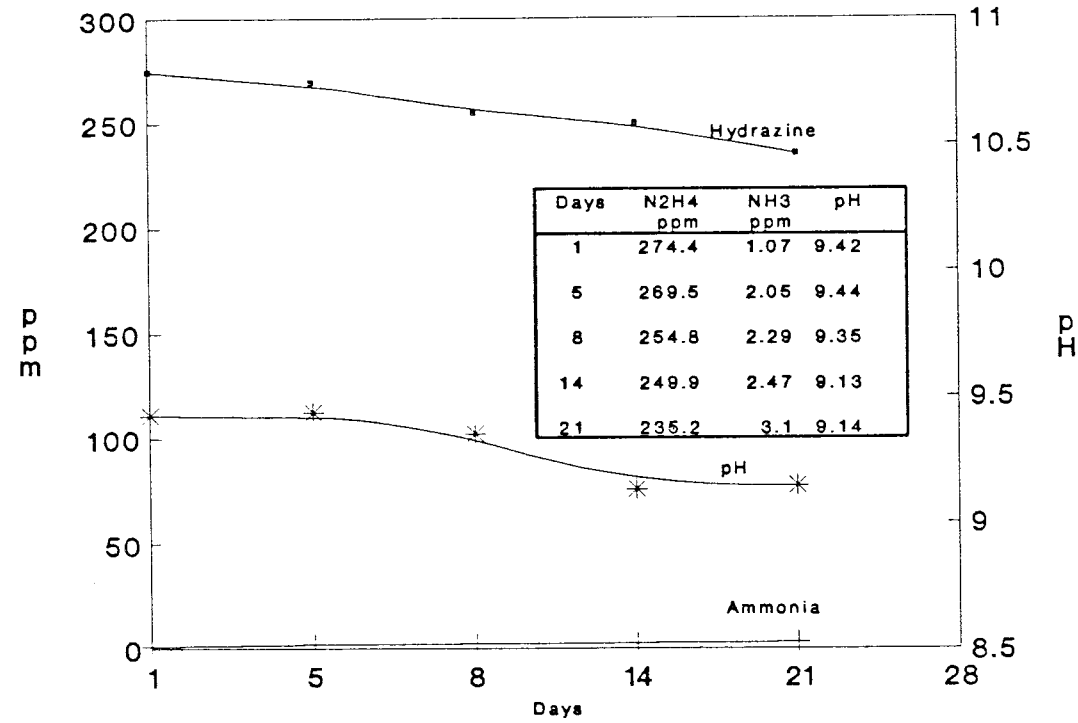 300
250
200
150
100
50
0
ppm
11
10.5
10
9.5
9
8.5
pH
Hydrazine
Days N2H4 NH3 pH
ppm ppm
1 274.4 1.07 9.42
5 269.5 2.05 9.44
8 254.8 2.29 9.35
14 249.9 2.47 9.13
21 235.2 3.1 9.14
pH
Ammonia
1 5 8 14 21 28
Days